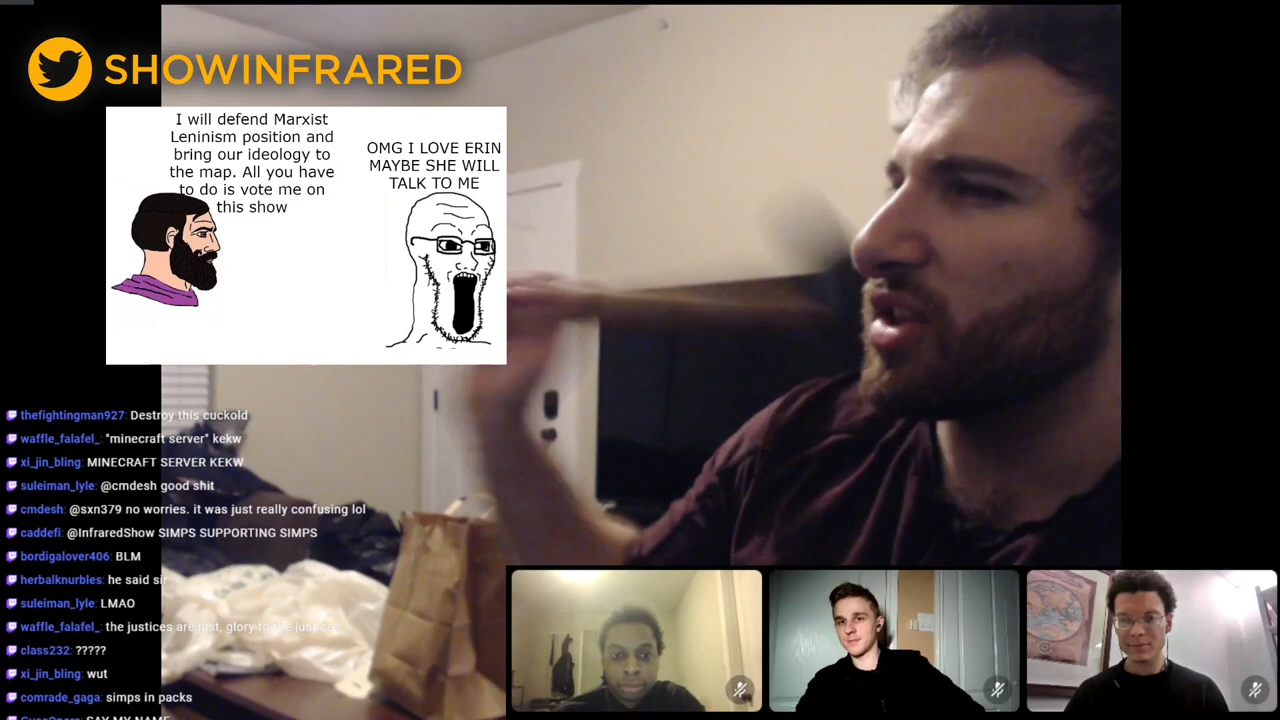 SHOWINFRARED
I will defend Marxist
Leninism position and
bring our ideology to
the map. All you have
to do is vote me on
this show
OMG I LOVE ERIN
MAYBE SHE WILL
TALK TO ME
thefightingman927: Destroy this cuckold
waffle_falafel_: "minecraft server" kekw
xi_jin_bling: MINECRAFT SERVER KEKW
suleiman_lyle: @cmdesh good shit
cmdesh: @sxn379 no worries. it was just really confusing lol
caddefi: @InfraredShow SIMPS SUPPORTING SIMPS
bordigalover406: BLM
herbalknurbles: he said sir
suleiman_lyle: LMAO
waffle_falafel_: the justices are just, glory to the justices
class232: ?????
xi_jin_bling: wut
comrade_gaga: simps in packs
SAY MY NAME